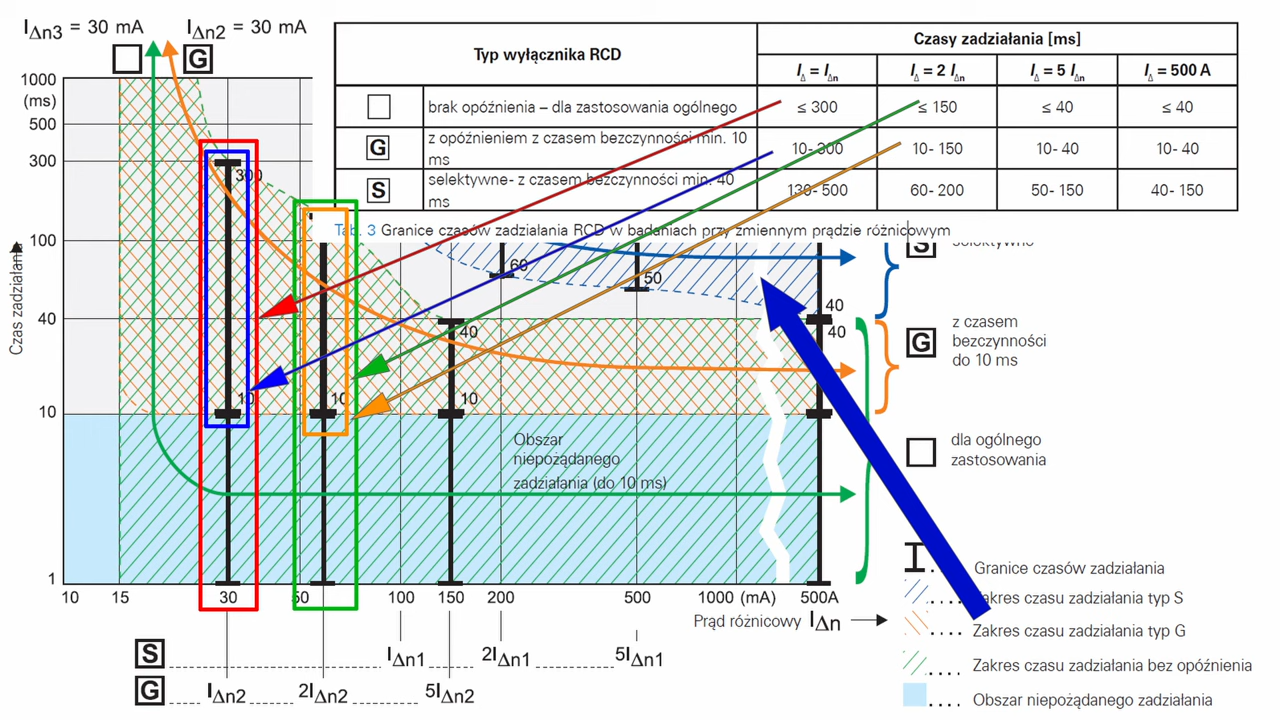 IΔn3 = 30 mA
IΔn2 = 30 mA
G
Typ wyłącznika RCD
Czasy zadziałania [ms]
IΔ = IΔn
IΔ = 2 IΔn
IΔ = 5 IΔn
IΔ = 500 A
brak opóźnienia – dla zastosowania ogólnego
≤ 300
≤ 150
≤ 40
≤ 40
G
z opóźnieniem z czasem bezczynności min. 10
ms
10- 300
10- 150
10- 40
10- 40
S
selektywne- z czasem bezczynności min. 40
ms
130- 500
60- 200
50- 150
40- 150
Tab. 3 Granice czasów zadziałania RCD w badaniach przy zmiennym prądzie różnicowym
1000
(ms)
500
300
100
40
10
1
Czas zadziałania
300
10
10
40
10
60
50
40
40
S
selektywne
G
z czasem
bezczynności
do 10 ms
dla ogólnego
zastosowania
Obszar
niepożądanego
zadziałania (do 10 ms)
10
15
30
50
100
150
200
500
1000 (mA)
500A
Prąd różnicowy IΔn
S
IΔn1
2IΔn1
5IΔn1
G
IΔn2
2IΔn2
5IΔn2
Granice czasów zadziałania
Zakres czasu zadziałania typ S
Zakres czasu zadziałania typ G
Zakres czasu zadziałania bez opóźnienia
Obszar niepożądanego zadziałania